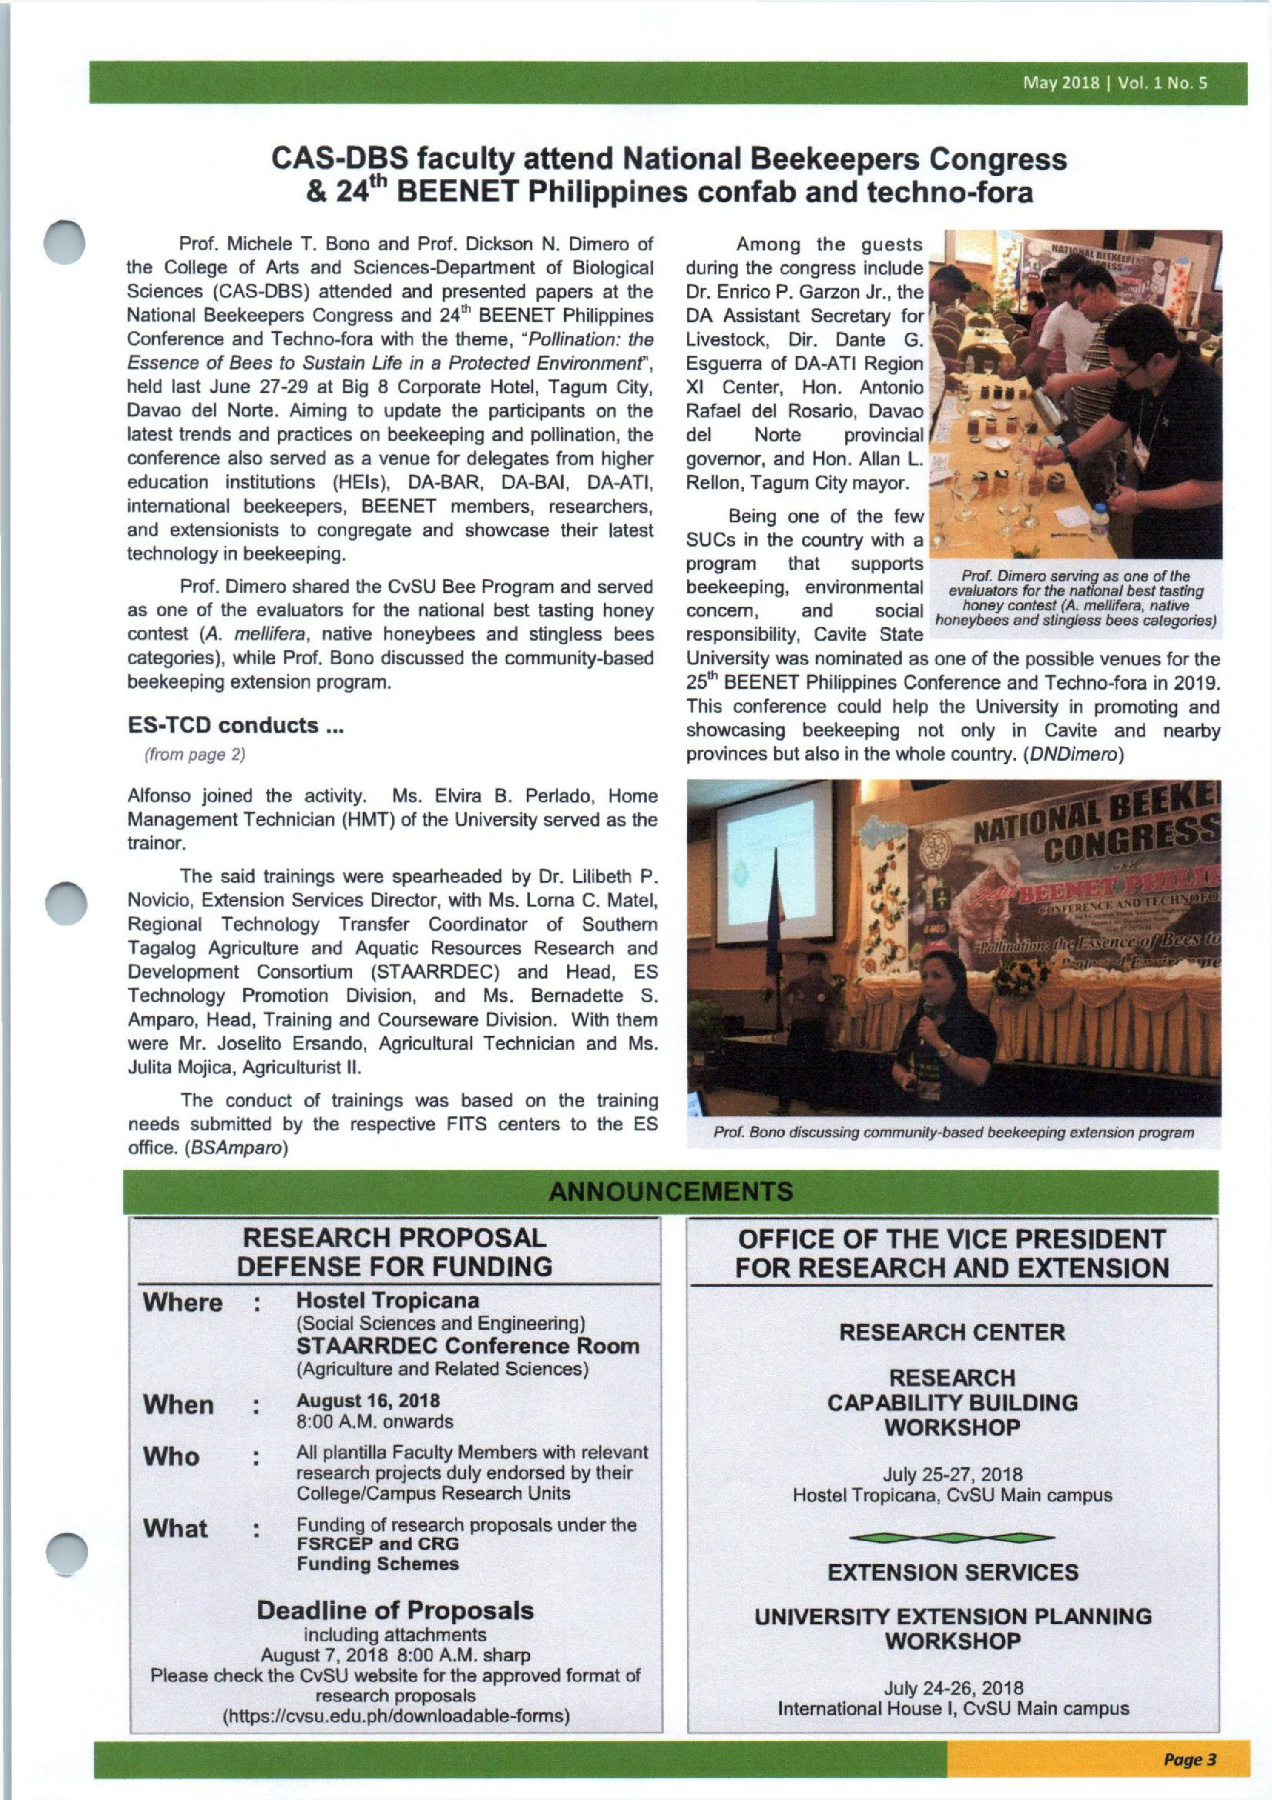 May 2018 | Vol. 1 No. 5
CAS-DBS faculty attend National Beekeepers Congress
& 24th BEENET Philippines confab and techno-fora
Prof. Michele T. Bono and Prof. Dickson N. Dimero of
the College of Arts and Sciences-Department of Biological
Sciences (CAS-DBS) attended and presented papers at the
National Beekeepers Congress and 24th BEENET Philippines
Conference and Techno-fora with the theme, "Pollination: the
Essence of Bees to Sustain Life in a Protected Environment",
held last June 27-29 at Big 8 Corporate Hotel, Tagum City,
Davao del Norte. Aiming to update the participants on the
latest trends and practices on beekeeping and pollination, the
conference also served as a venue for delegates from higher
education institutions (HEIs), DA-BAR, DA-BAI, DA-ATI,
international beekeepers, BEENET members, researchers,
and extensionists to congregate and showcase their latest
technology in beekeeping.
Prof. Dimero shared the CvSU Bee Program and served
as one of the evaluators for the national best tasting honey
contest (A. mellifera, native honeybees and stingless bees
categories), while Prof. Bono discussed the community-based
beekeeping extension program.
ES-TCD conducts ...
(from page 2)
Alfonso joined the activity. Ms. Elvira B. Perlado, Home
Management Technician (HMT) of the University served as the
trainor.
The said trainings were spearheaded by Dr. Lilibeth P.
Novicio, Extension Services Director, with Ms. Lorna C. Matel,
Regional Technology Transfer Coordinator of Southern
Tagalog Agriculture and Aquatic Resources Research and
Development Consortium (STAARRDEC) and Head, ES
Technology Promotion Division, and Ms. Bernadette S.
Amparo, Head, Training and Courseware Division. With them
were Mr. Joselito Ersando, Agricultural Technician and Ms.
Julita Mojica, Agriculturist II.
The conduct of trainings was based on the training
needs submitted by the respective FITS centers to the ES
office. (BSAmparo)
Among the guests
during the congress include
Dr. Enrico P. Garzon Jr., the
DA Assistant Secretary for
Livestock, Dir. Dante G.
Esguerra of DA-ATI Region
XI Center, Hon. Antonio
Rafael del Rosario, Davao
del Norte provincial
governor, and Hon. Allan L.
Rellon, Tagum City mayor.
Being one of the few
SUCs in the country with a
program that supports
beekeeping, environmental
concern, and social
responsibility, Cavite State
University was nominated as one of the possible venues for the
25th BEENET Philippines Conference and Techno-fora in 2019.
This conference could help the University in promoting and
showcasing beekeeping not only in Cavite and nearby
provinces but also in the whole country. (DNDimero)
NATIONAL BEEKEEPERS
Prof. Dimero serving as one of the
evaluators for the national best tasting
honey contest (A. mellifera, native
honeybees and stingless bees categories)
NATIONAL BEEKE
CONGRESS
and
24th BEENET PHILIP
CONFERENCE AND TECHNOFO
"Pollination: the Essence of Bees to
Prof. Bono discussing community-based beekeeping extension program
ANNOUNCEMENTS
RESEARCH PROPOSAL
DEFENSE FOR FUNDING
Where : Hostel Tropicana
(Social Sciences and Engineering)
STAARRDEC Conference Room
(Agriculture and Related Sciences)
When : August 16, 2018
8:00 A.M. onwards
Who : All plantilla Faculty Members with relevant
research projects duly endorsed by their
College/Campus Research Units
What : Funding of research proposals under the
FSRCEP and CRG
Funding Schemes
Deadline of Proposals
including attachments
August 7, 2018 8:00 A.M. sharp
Please check the CvSU website for the approved format of
research proposals
(https://cvsu.edu.ph/downloadable-forms)
OFFICE OF THE VICE PRESIDENT
FOR RESEARCH AND EXTENSION
RESEARCH CENTER
RESEARCH
CAPABILITY BUILDING
WORKSHOP
July 25-27, 2018
Hostel Tropicana, CvSU Main campus
EXTENSION SERVICES
UNIVERSITY EXTENSION PLANNING
WORKSHOP
July 24-26, 2018
International House I, CvSU Main campus
Page 3